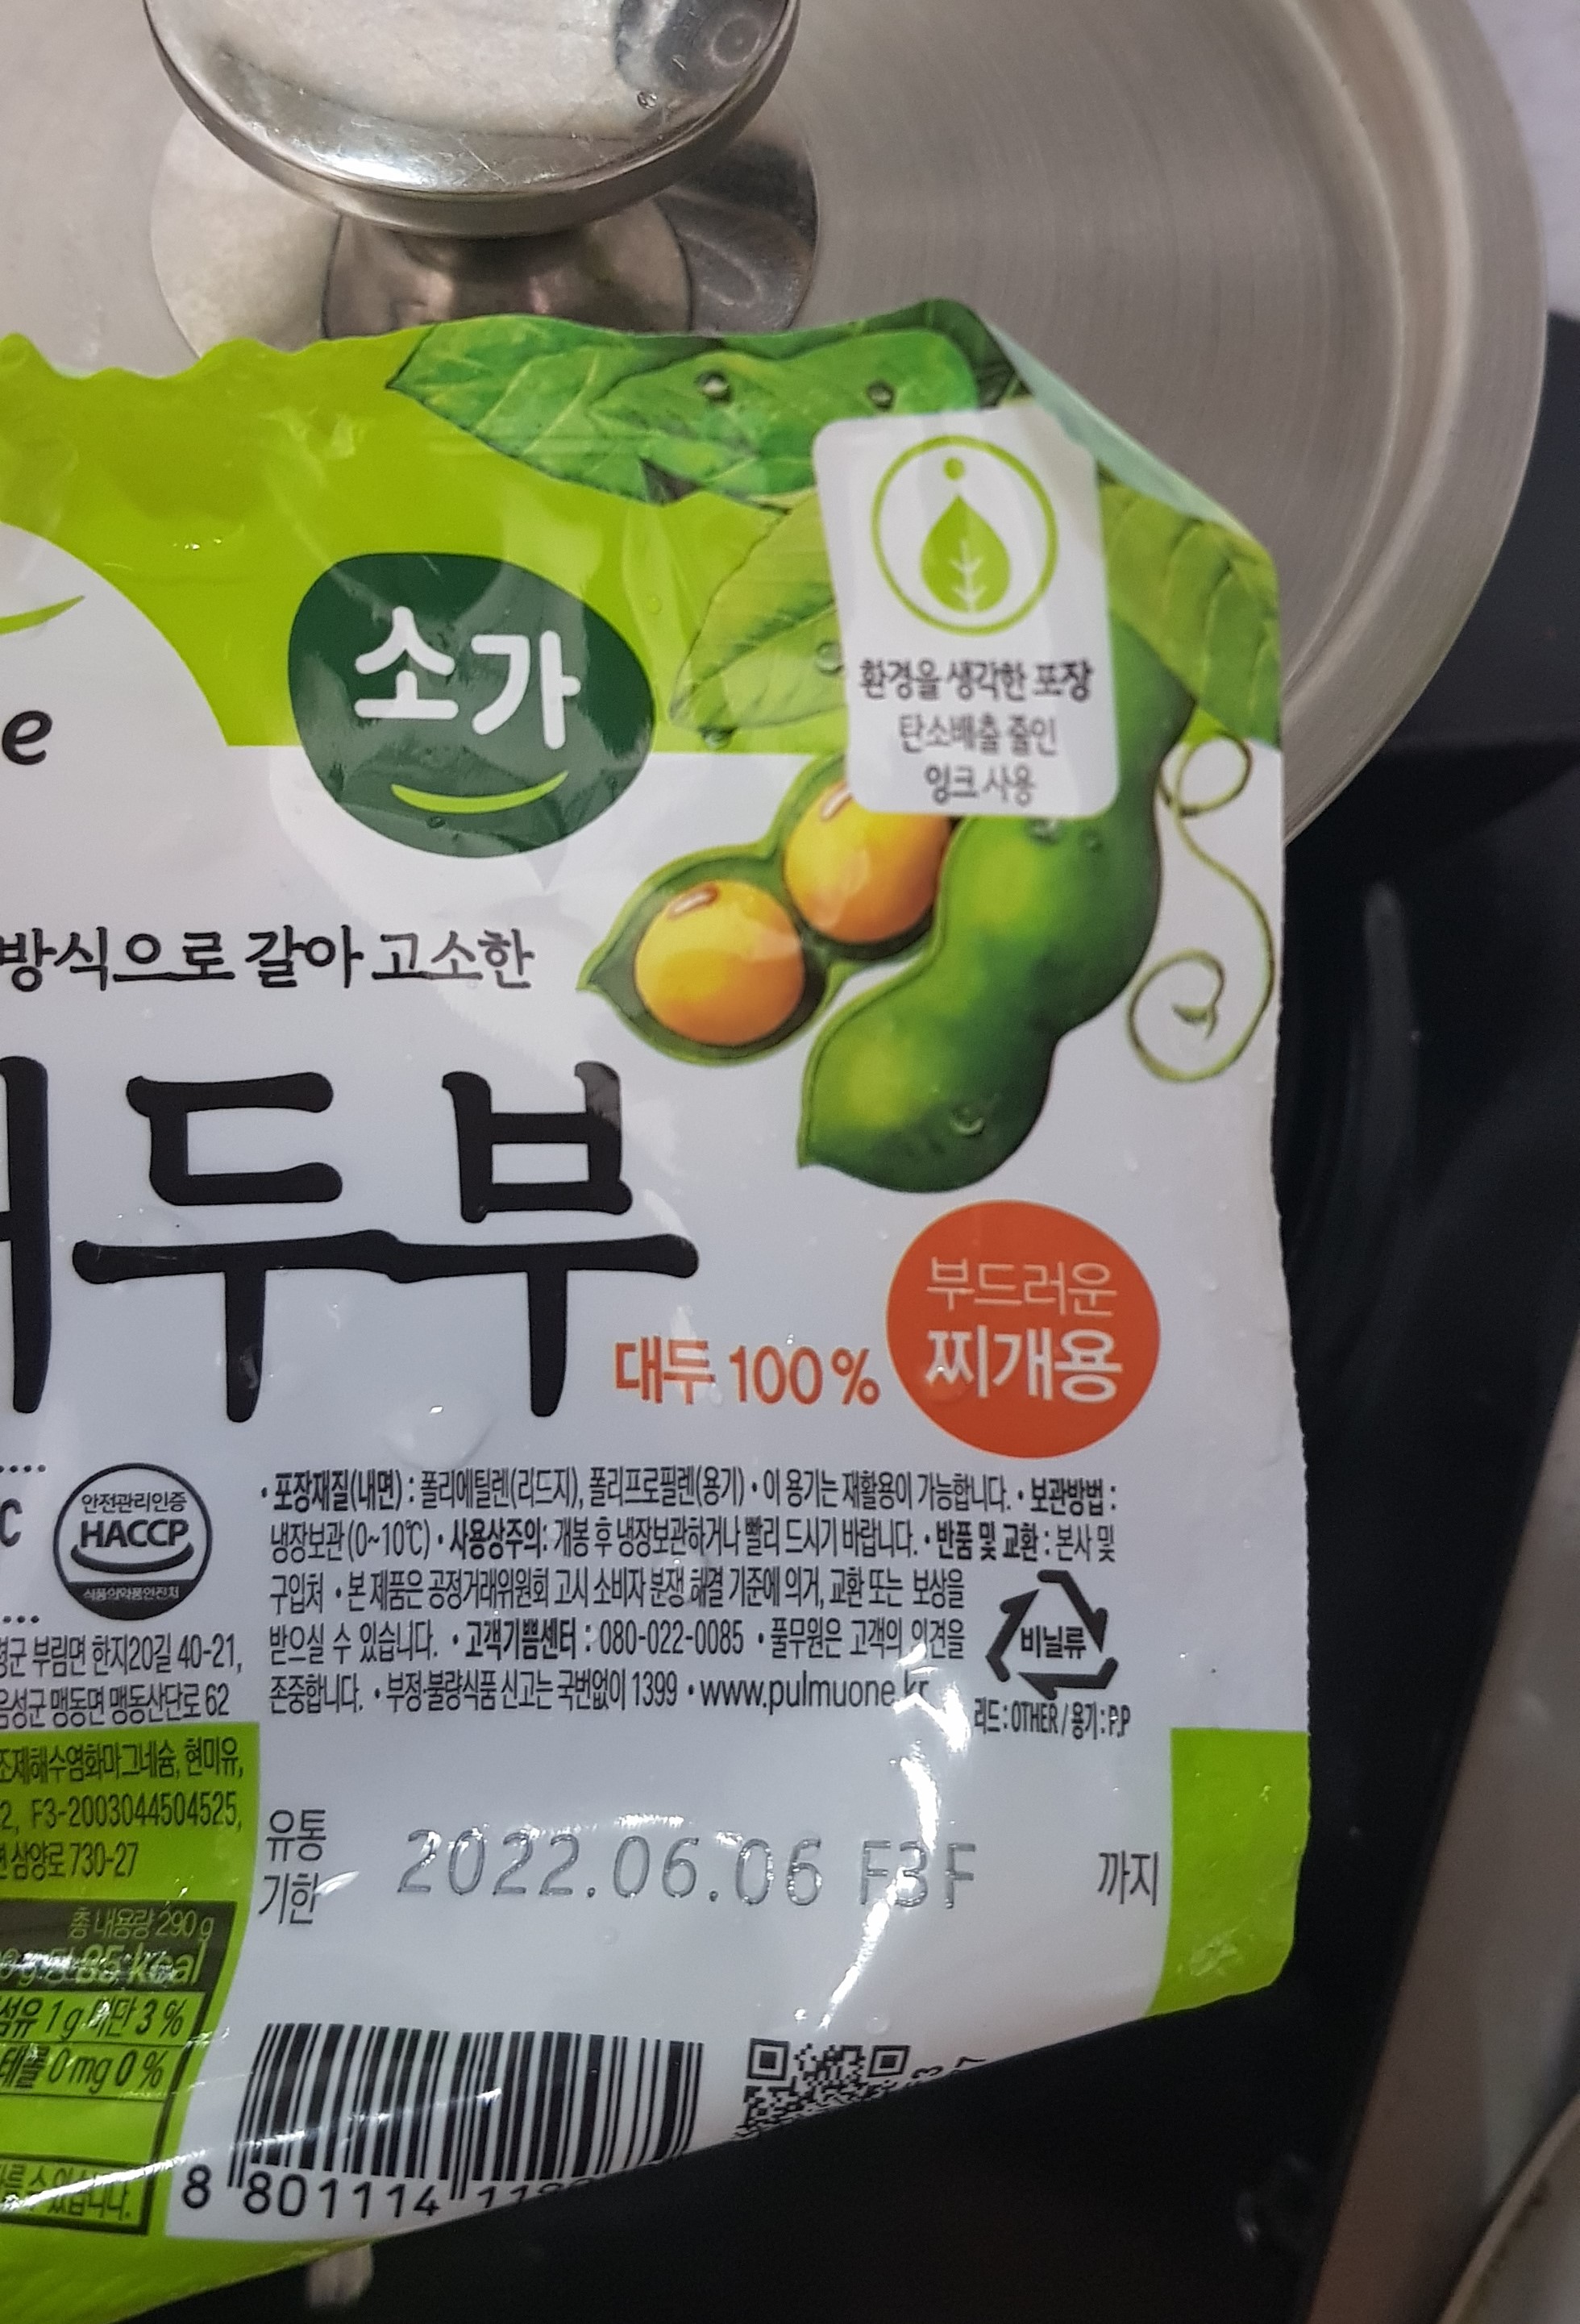 소가
환경을 생각한 포장
탄소배출 줄인
잉크 사용
e
방식으로 갈아 고소한
두부
대두 100 %
부드러운
찌개용
안전관리인증
HACCP
식품의약품안전처
C
• 포장재질(내면) : 폴리에틸렌(리드지), 폴리프로필렌(용기) • 이 용기는 재활용이 가능합니다. • 보관방법 :
냉장보관(0~10℃) • 사용상주의: 개봉 후 냉장보관하거나 빨리 드시기 바랍니다. • 반품 및 교환 : 본사 및
구입처 • 본 제품은 공정거래위원회 고시 소비자 분쟁 해결 기준에 의거, 교환 또는 보상을
받으실 수 있습니다. • 고객기쁨센터 : 080-022-0085 • 풀무원은 고객의 의견을
존중합니다. • 부정·불량식품 신고는 국번없이 1399 • www.pulmuone.kr
비닐류
리드 : OTHER / 용기 : P.P
군 부림면 한지20길 40-21,
음성군 맹동면 맹동산단로 62
조제해수염화마그네슘, 현미유,
2, F3-2003044504525,
삼양로 730-27
유통
기한
2022.06.06 F3F
까지
총 내용량 290 g
85 kcal
섬유 1 g 미만 3 %
테롤 0 mg 0 %
수 있습니다.
8 801114